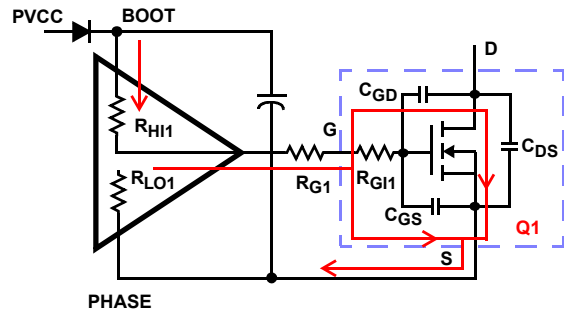 PVCC
BOOT
D
CGD
RHI1
G
CDS
RLO1
RG1
RGI1
CGS
Q1
S
PHASE